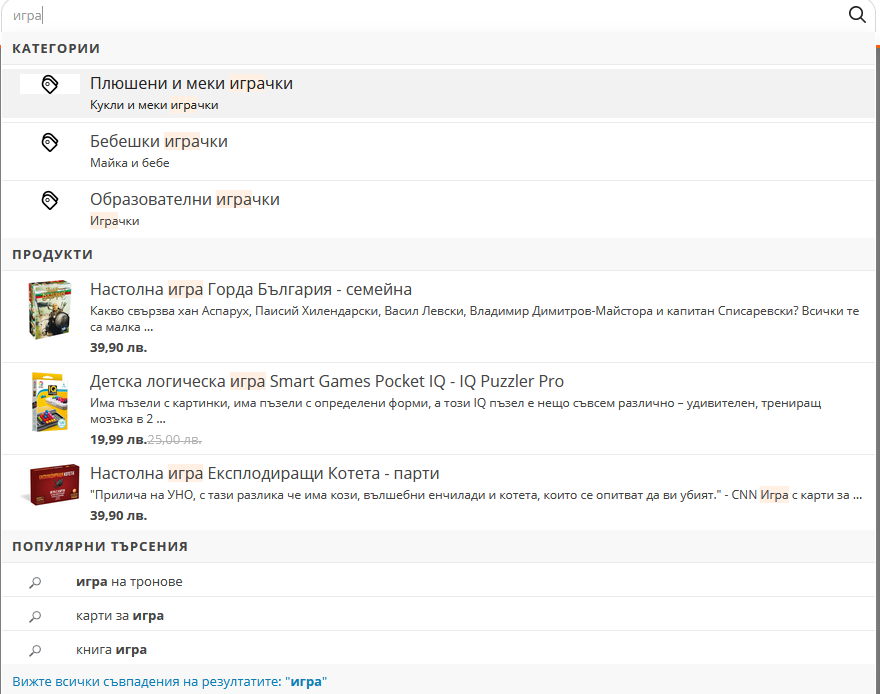 игра
КАТЕГОРИИ
Плюшени и меки играчки
Кукли и меки играчки
Бебешки играчки
Майка и бебе
Образователни играчки
Играчки
ПРОДУКТИ
Настолна игра Горда България - семейна
Какво свързва хан Аспарух, Паисий Хилендарски, Васил Левски, Владимир Димитров-Майстора и капитан Списаревски? Всички те
са малка ...
39,90 лв.
Детска логическа игра Smart Games Pocket IQ - IQ Puzzler Pro
Има пъзели с картинки, има пъзели с определени форми, а този IQ пъзел е нещо съвсем различно – удивителен, трениращ
мозъка в 2 ...
19,99 лв.25,00 лв.
Настолна игра Експлодиращи Котета - парти
"Прилича на УНО, с тази разлика че има кози, вълшебни енчилади и котета, които се опитват да ви убият." - CNN Игра с карти за ...
39,90 лв.
ПОПУЛЯРНИ ТЪРСЕНИЯ
игра на тронове
карти за игра
книга игра
Вижте всички съвпадения на резултатите: "игра"